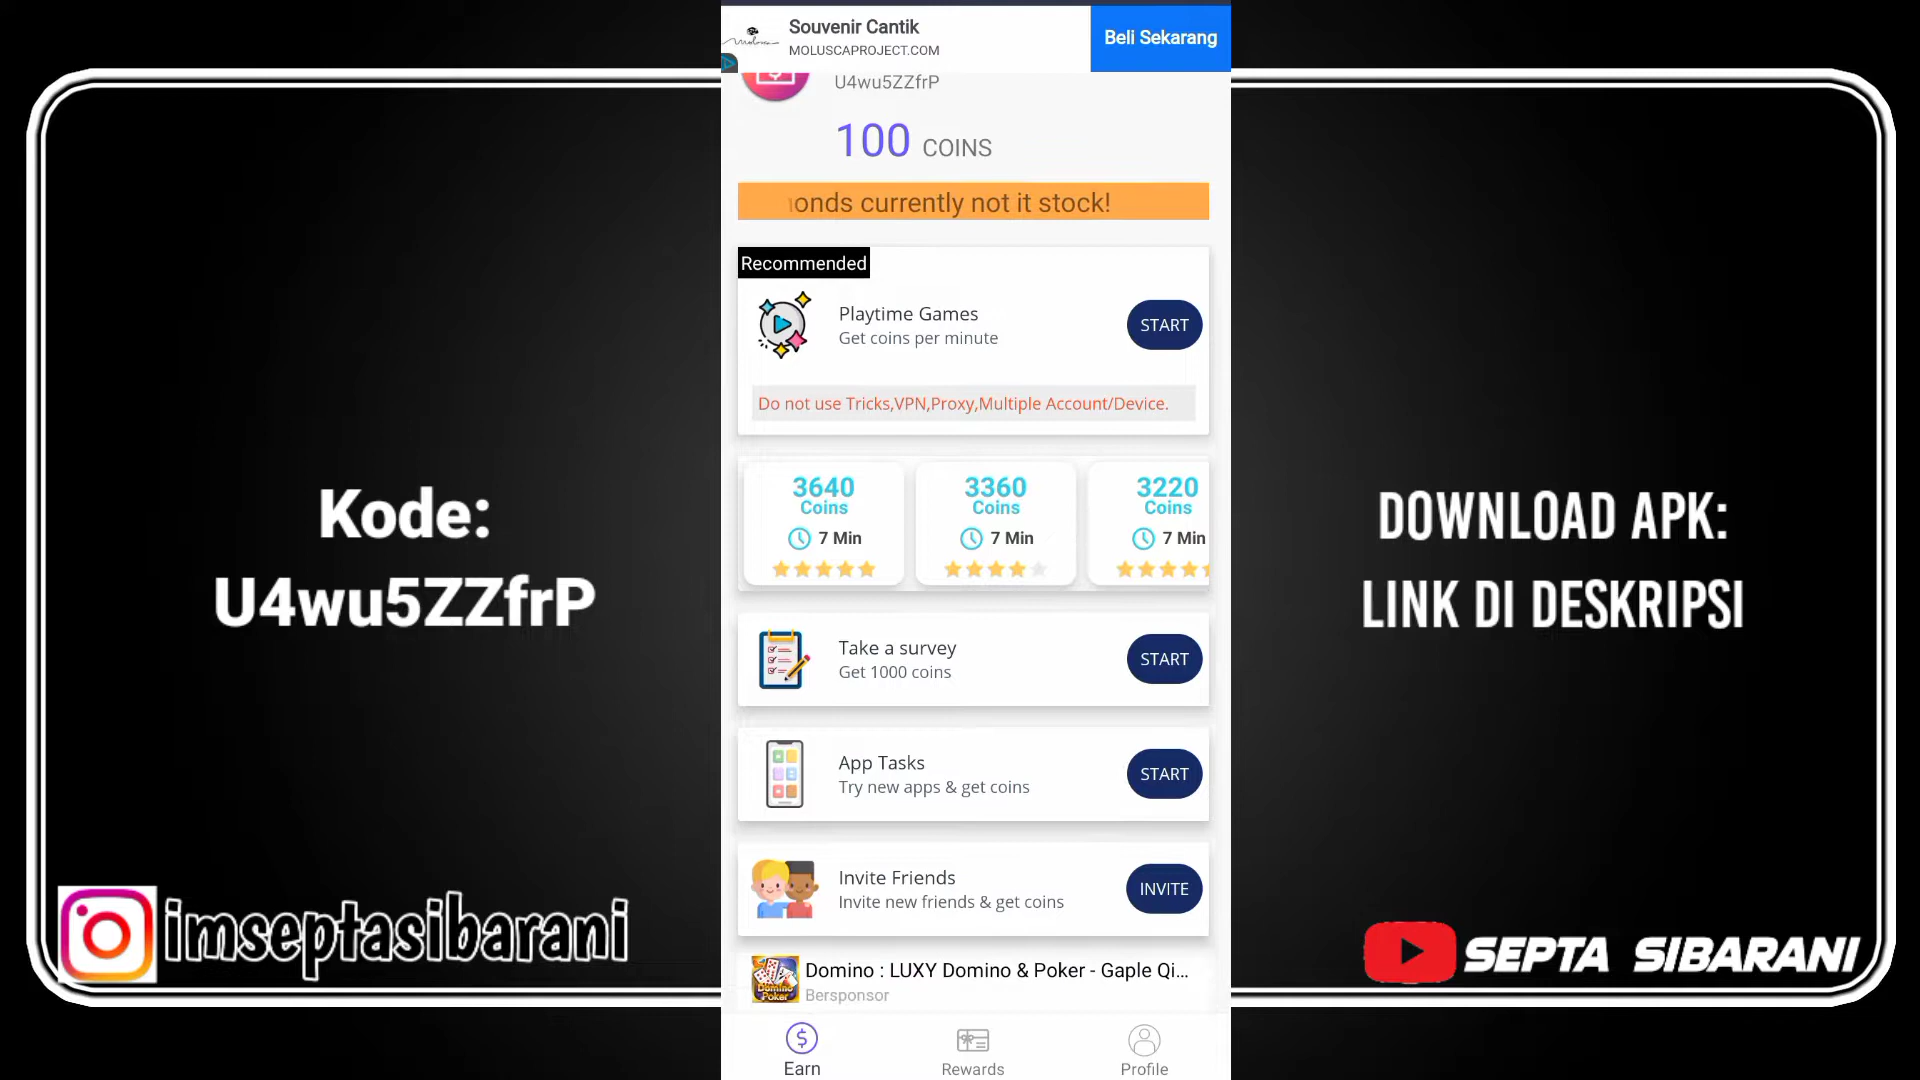 Souvenir Cantik
MOLUSCAPROJECT.COM
Beli Sekarang
U4wu5ZZfrP
100 COINS
onds currently not it stock!
Recommended
Playtime Games
Get coins per minute
START
Do not use Tricks,VPN,Proxy,Multiple Account/Device.
3640
Coins
7 Min
3360
Coins
7 Min
3220
Coins
7 Min
Take a survey
Get 1000 coins
START
App Tasks
Try new apps & get coins
START
Invite Friends
Invite new friends & get coins
INVITE
Domino : LUXY Domino & Poker - Gaple Qi...
Bersponsor
Earn
Rewards
Profile
Kode:
U4wu5ZZfrP
DOWNLOAD APK:
LINK DI DESKRIPSI
imseptasibarani
SEPTA SIBARANI